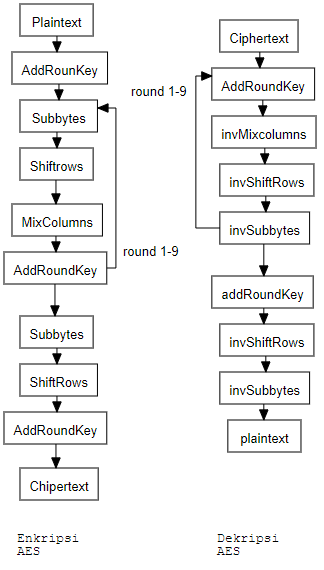 Plaintext
AddRounKey
Subbytes
Shiftrows
MixColumns
AddRoundKey
round 1-9
Subbytes
ShiftRows
AddRoundKey
Chipertext
Enkripsi
AES
Ciphertext
AddRoundKey
round 1-9
invMixcolumns
invShiftRows
invSubbytes
addRoundKey
invShiftRows
invSubbytes
plaintext
Dekripsi
AES